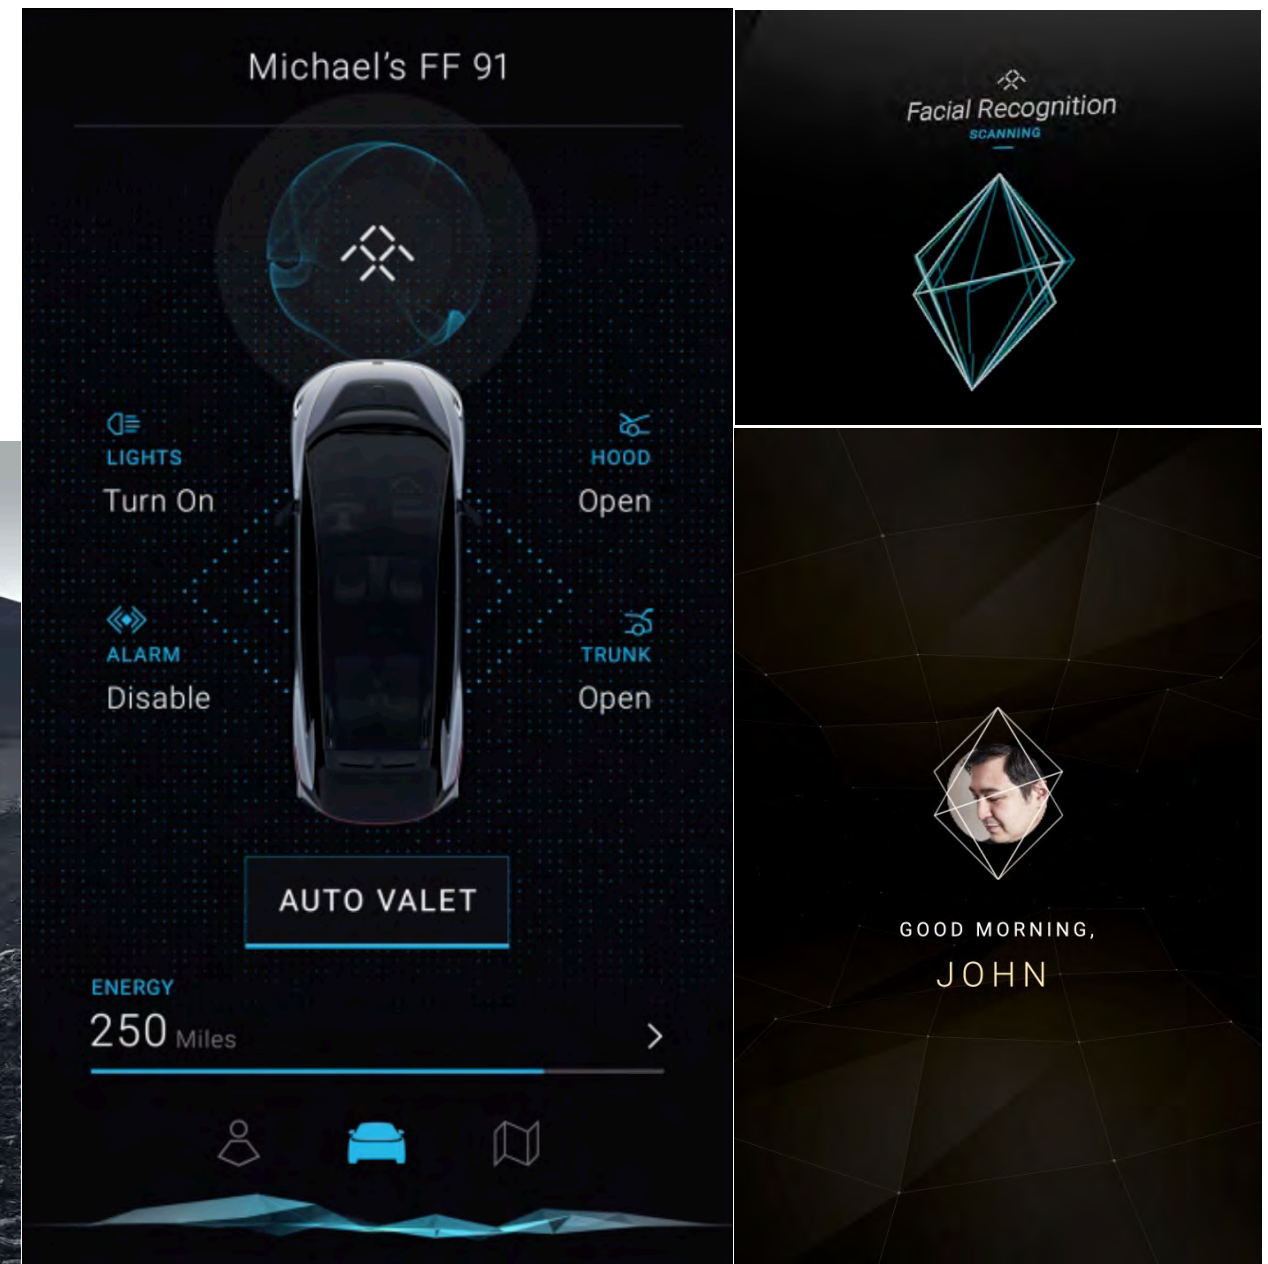 Michael's FF 91
LIGHTS
Turn On
HOOD
Open
ALARM
Disable
TRUNK
Open
AUTO VALET
ENERGY
250 Miles
Facial Recognition
SCANNING
GOOD MORNING,
JOHN